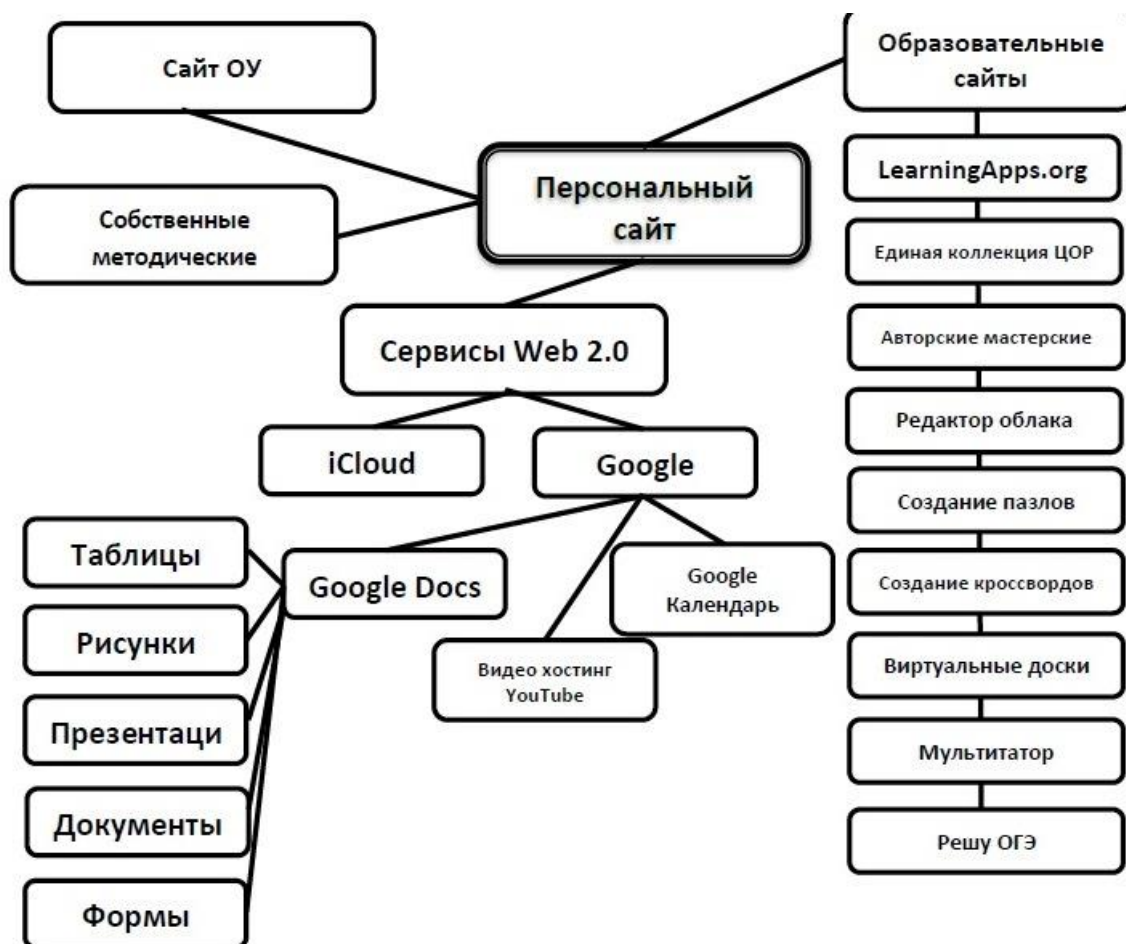 Сайт ОУ
Образовательные
сайты
Персональный
сайт
LearningApps.org
Собственные
методические
Единая коллекция ЦОР
Сервисы Web 2.0
Авторские мастерские
Редактор облака
iCloud
Google
Создание пазлов
Таблицы
Google Docs
Google
Календарь
Создание кроссвордов
Рисунки
Видео хостинг
YouTube
Виртуальные доски
Презентаци
Мультитатор
Документы
Решу ОГЭ
Формы